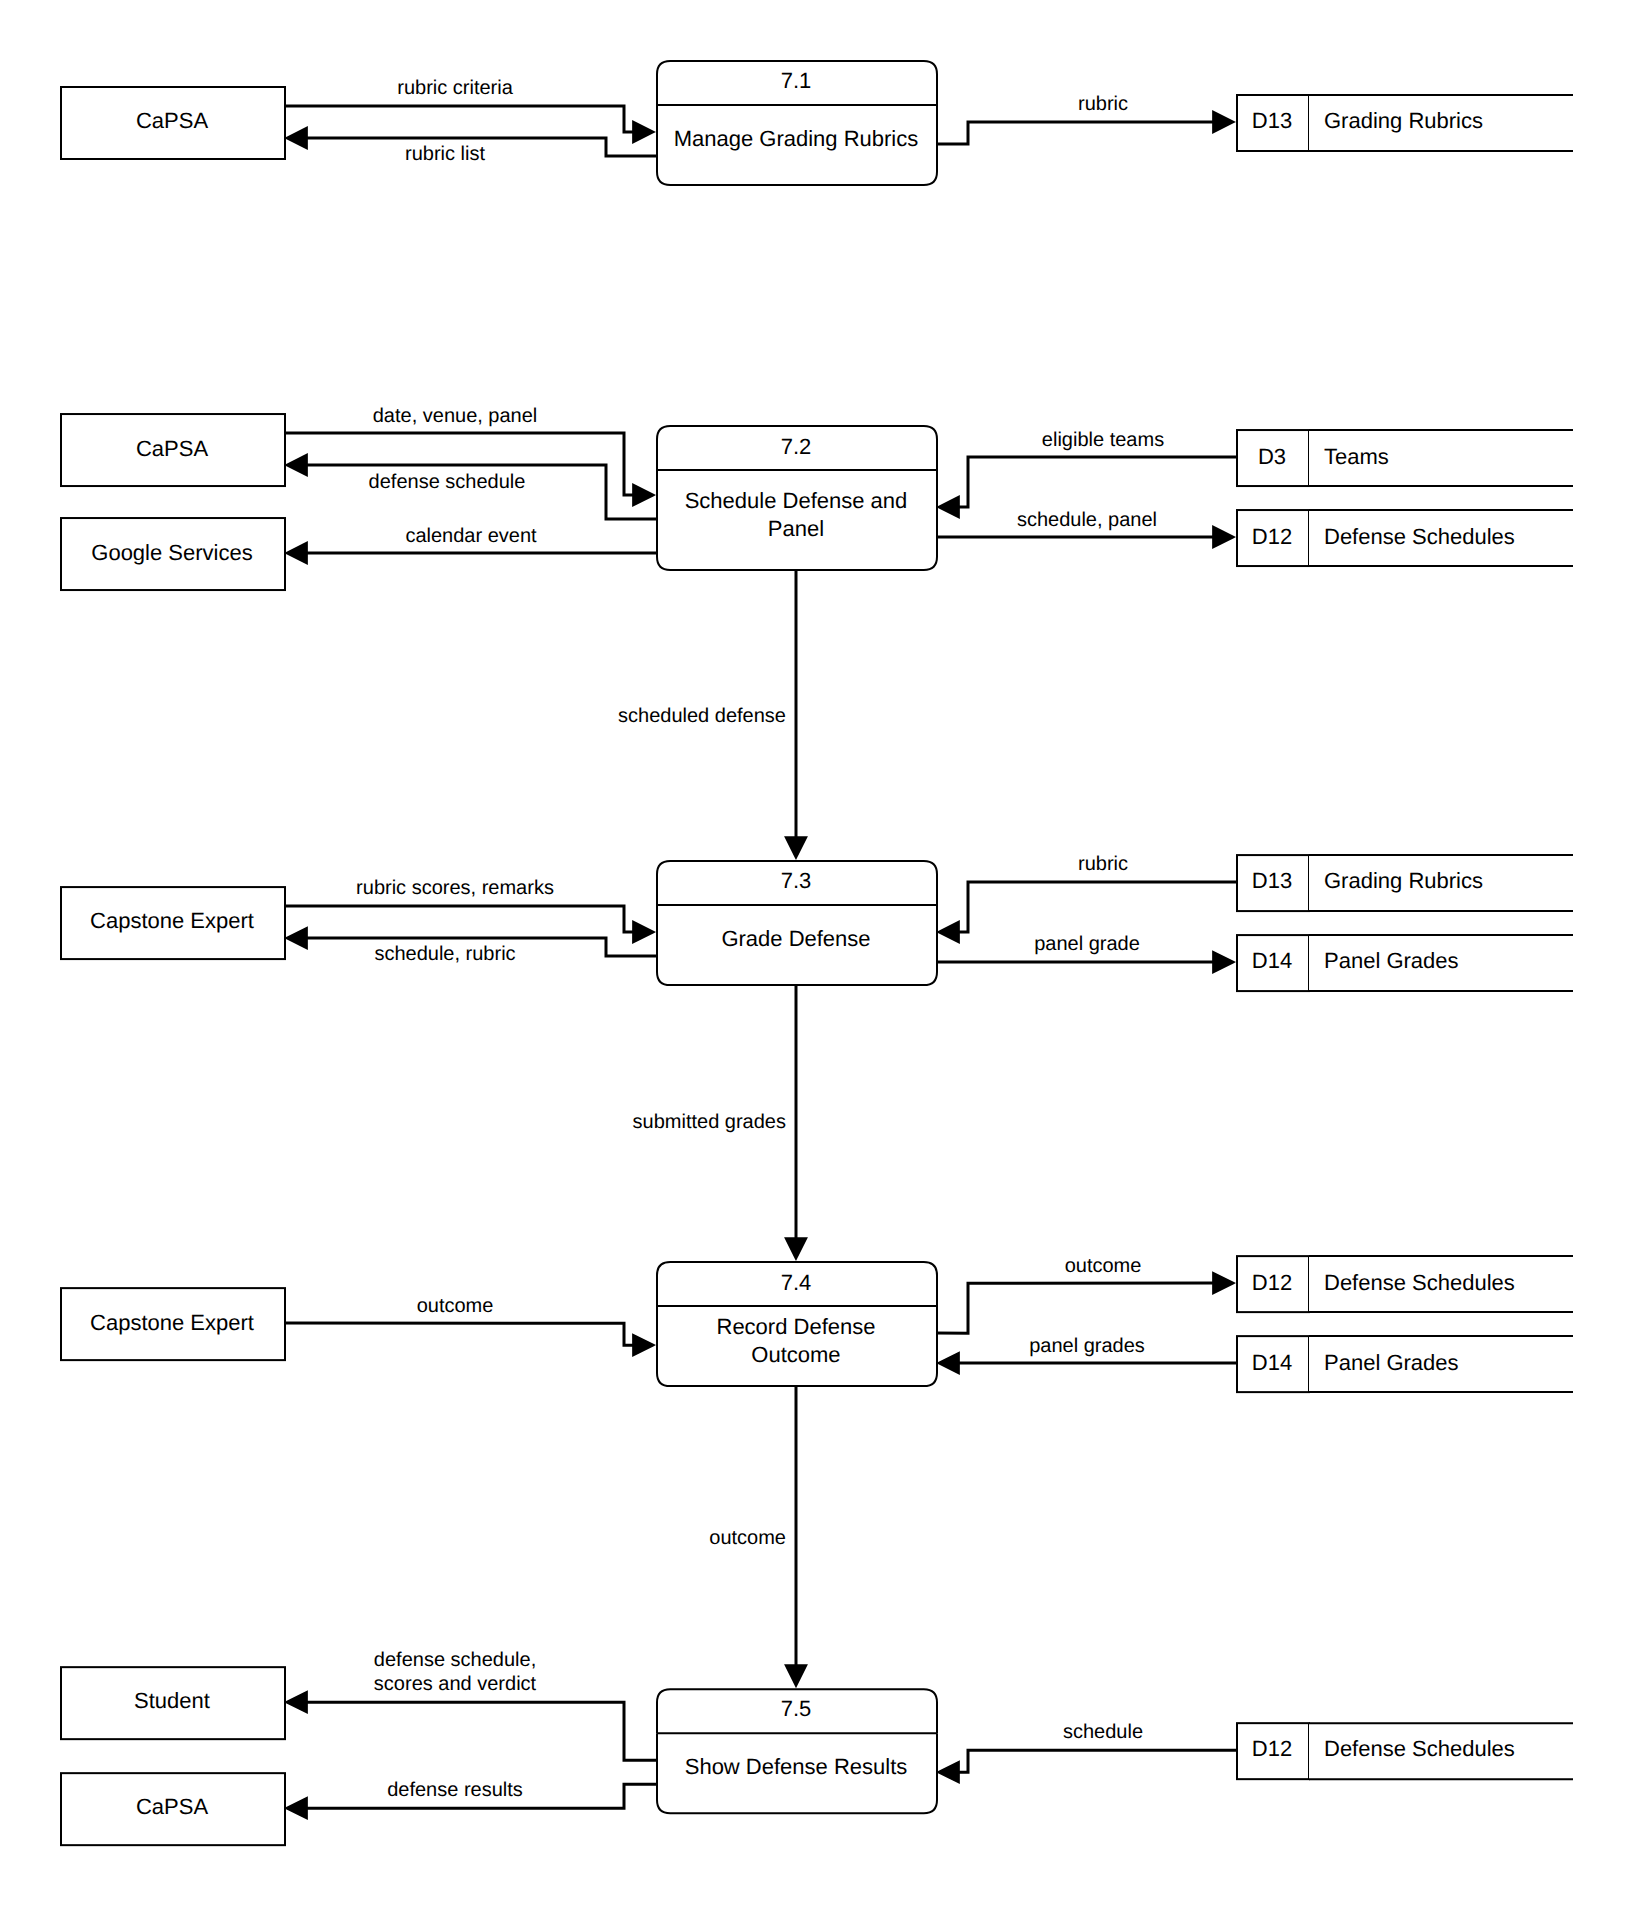 rubric criteria
CaPSA
rubric list
7.1
Manage Grading Rubrics
rubric
D13 Grading Rubrics
date, venue, panel
CaPSA
defense schedule
Google Services
calendar event
7.2
Schedule Defense and
Panel
eligible teams
D3 Teams
schedule, panel
D12 Defense Schedules
scheduled defense
rubric scores, remarks
Capstone Expert
schedule, rubric
7.3
Grade Defense
rubric
D13 Grading Rubrics
panel grade
D14 Panel Grades
submitted grades
Capstone Expert
outcome
7.4
Record Defense
Outcome
outcome
D12 Defense Schedules
panel grades
D14 Panel Grades
outcome
defense schedule,
scores and verdict
Student
defense results
CaPSA
7.5
Show Defense Results
schedule
D12 Defense Schedules